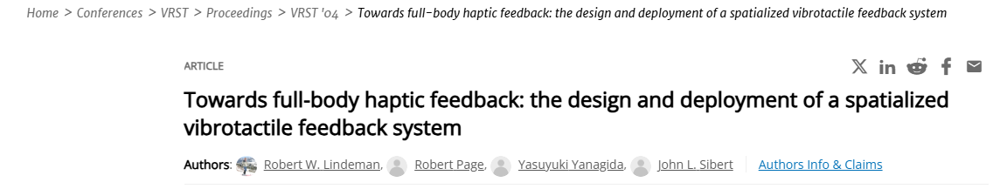 Home > Conferences > VRST > Proceedings > VRST '04 > Towards full-body haptic feedback: the design and deployment of a spatialized vibrotactile feedback system
ARTICLE
Towards full-body haptic feedback: the design and deployment of a spatialized
vibrotactile feedback system
Authors: Robert W. Lindeman, Robert Page, Yasuyuki Yanagida, John L. Sibert Authors Info & Claims